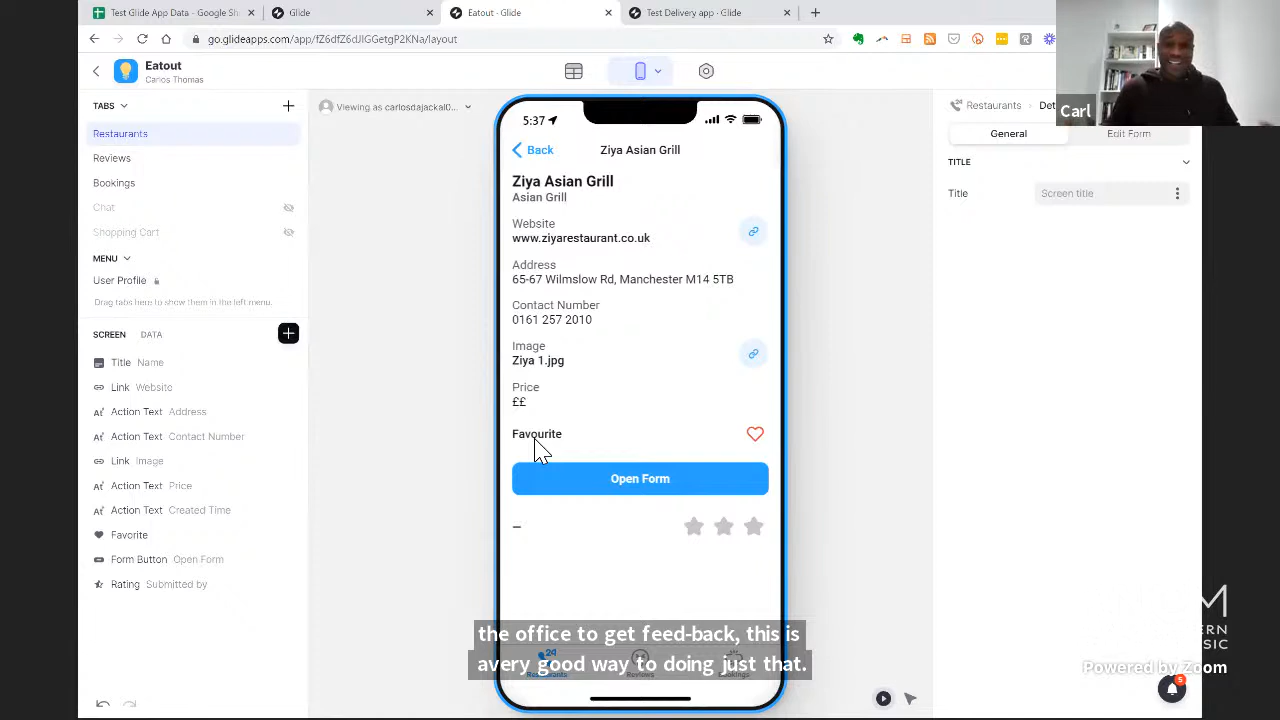 Test Glide App Data - Google Sh
Glide
Eatout - Glide
Test Delivery app - Glide
go.glideapps.com/app/fZ6dfZ6dJlGGetgP2K1a/layout
Eatout
Carlos Thomas
TABS
Restaurants
Reviews
Bookings
Chat
Shopping Cart
MENU
User Profile
Drag tabs here to show them in the left menu.
SCREEN DATA
Title Name
Link Website
Action Text Address
Action Text Contact Number
Link Image
Action Text Price
Action Text Created Time
Favorite
Form Button Open Form
Rating Submitted by
Viewing as carlosdajackal0...
5:37
Back
Ziya Asian Grill
Ziya Asian Grill
Asian Grill
Website
www.ziyarestaurant.co.uk
Address
65-67 Wilmslow Rd, Manchester M14 5TB
Contact Number
0161 257 2010
Image
Ziya 1.jpg
Price
££
Favourite
Open Form
–
the office to get feed-back, this is
avery good way to doing just that.
24
Restaurants
Reviews
Bookings
Carl
Restaurants
General
Edit Form
TITLE
Title
Screen title
Powered by Zoom
5